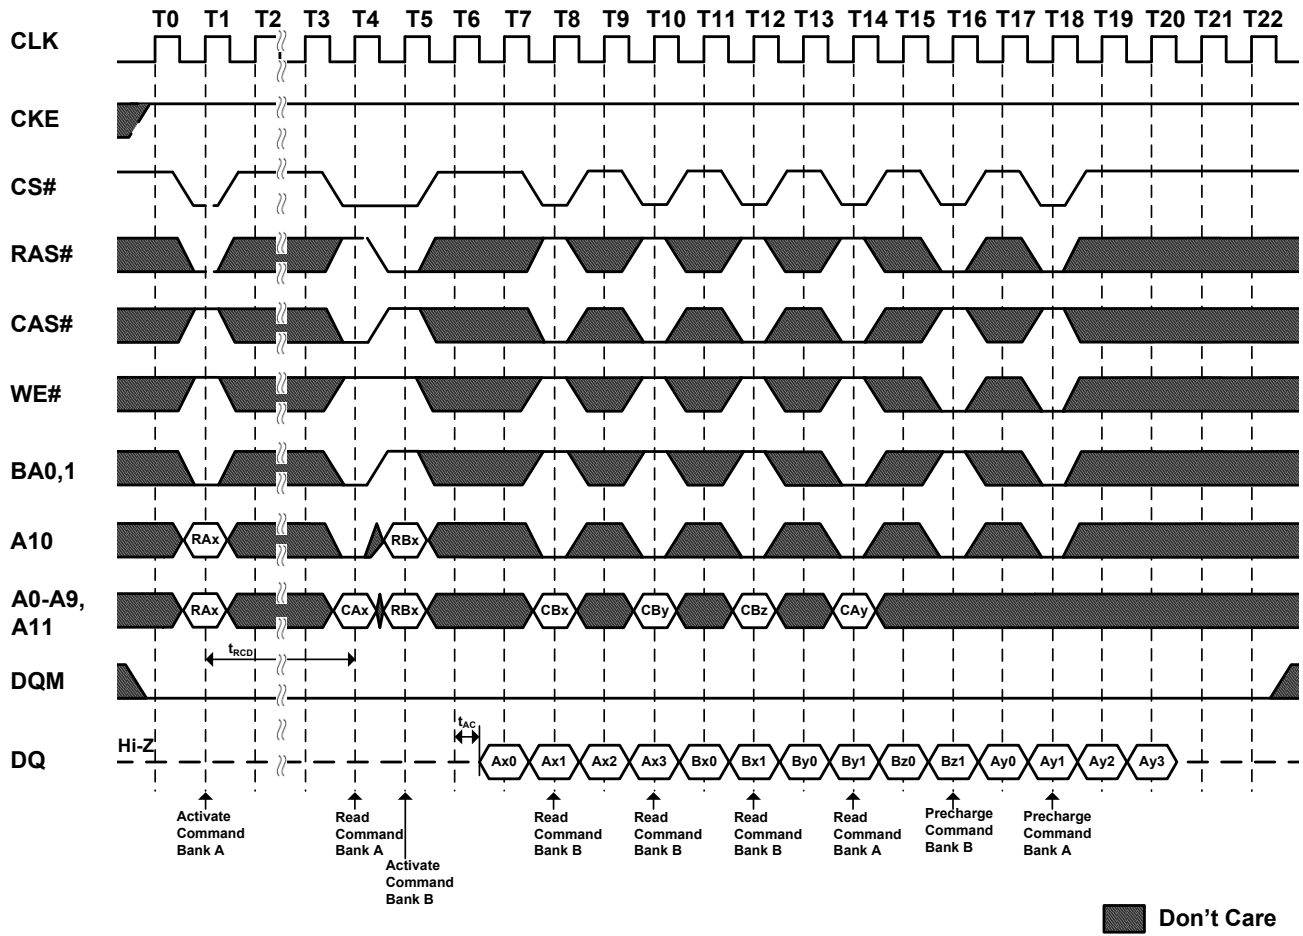 T0 T1 T2 T3 T4 T5 T6 T7 T8 T9 T10 T11 T12 T13 T14 T15 T16 T17 T18 T19 T20 T21 T22
CLK
CKE
CS#
RAS#
CAS#
WE#
BA0,1
A10 RAx RBx
A0-A9,
A11
RAx CAx RBx CBx CBy CBz CAy
tRCD
DQM
tAC
Hi-Z
DQ Ax0 Ax1 Ax2 Ax3 Bx0 Bx1 By0 By1 Bz0 Bz1 Ay0 Ay1 Ay2 Ay3
Activate
Command
Bank A
Read
Command
Bank A
Activate
Command
Bank B
Read
Command
Bank B
Read
Command
Bank B
Read
Command
Bank B
Read
Command
Bank A
Precharge
Command
Bank B
Precharge
Command
Bank A
Don't Care